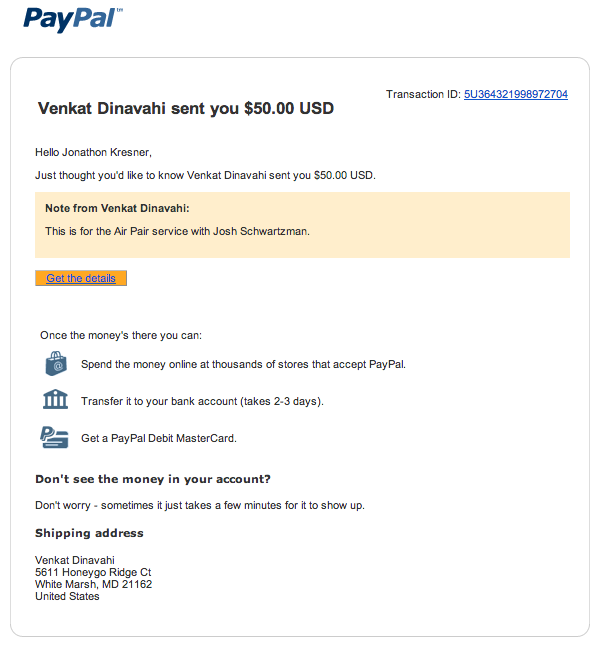 PayPal™
Transaction ID: 5U364321998972704
Venkat Dinavahi sent you $50.00 USD
Hello Jonathon Kresner,
Just thought you'd like to know Venkat Dinavahi sent you $50.00 USD.
Note from Venkat Dinavahi:
This is for the Air Pair service with Josh Schwartzman.
Get the details
Once the money's there you can:
@
Spend the money online at thousands of stores that accept PayPal.
Transfer it to your bank account (takes 2-3 days).
P
Get a PayPal Debit MasterCard.
Don't see the money in your account?
Don't worry - sometimes it just takes a few minutes for it to show up.
Shipping address
Venkat Dinavahi
5611 Honeygo Ridge Ct
White Marsh, MD 21162
United States